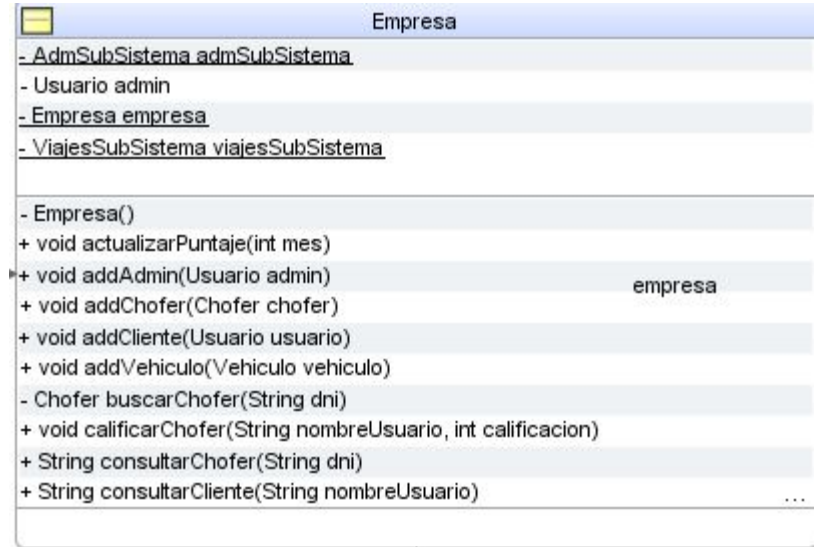 Empresa
- AdmSubSistema admSubSistema
- Usuario admin
- Empresa empresa
- ViajesSubSistema viajesSubSistema
- Empresa()
+ void actualizarPuntaje(int mes)
+ void addAdmin(Usuario admin)
empresa
+ void addChofer(Chofer chofer)
+ void addCliente(Usuario usuario)
+ void addVehiculo(Vehiculo vehiculo)
- Chofer buscarChofer(String dni)
+ void calificarChofer(String nombreUsuario, int calificacion)
+ String consultarChofer(String dni)
+ String consultarCliente(String nombreUsuario) ...